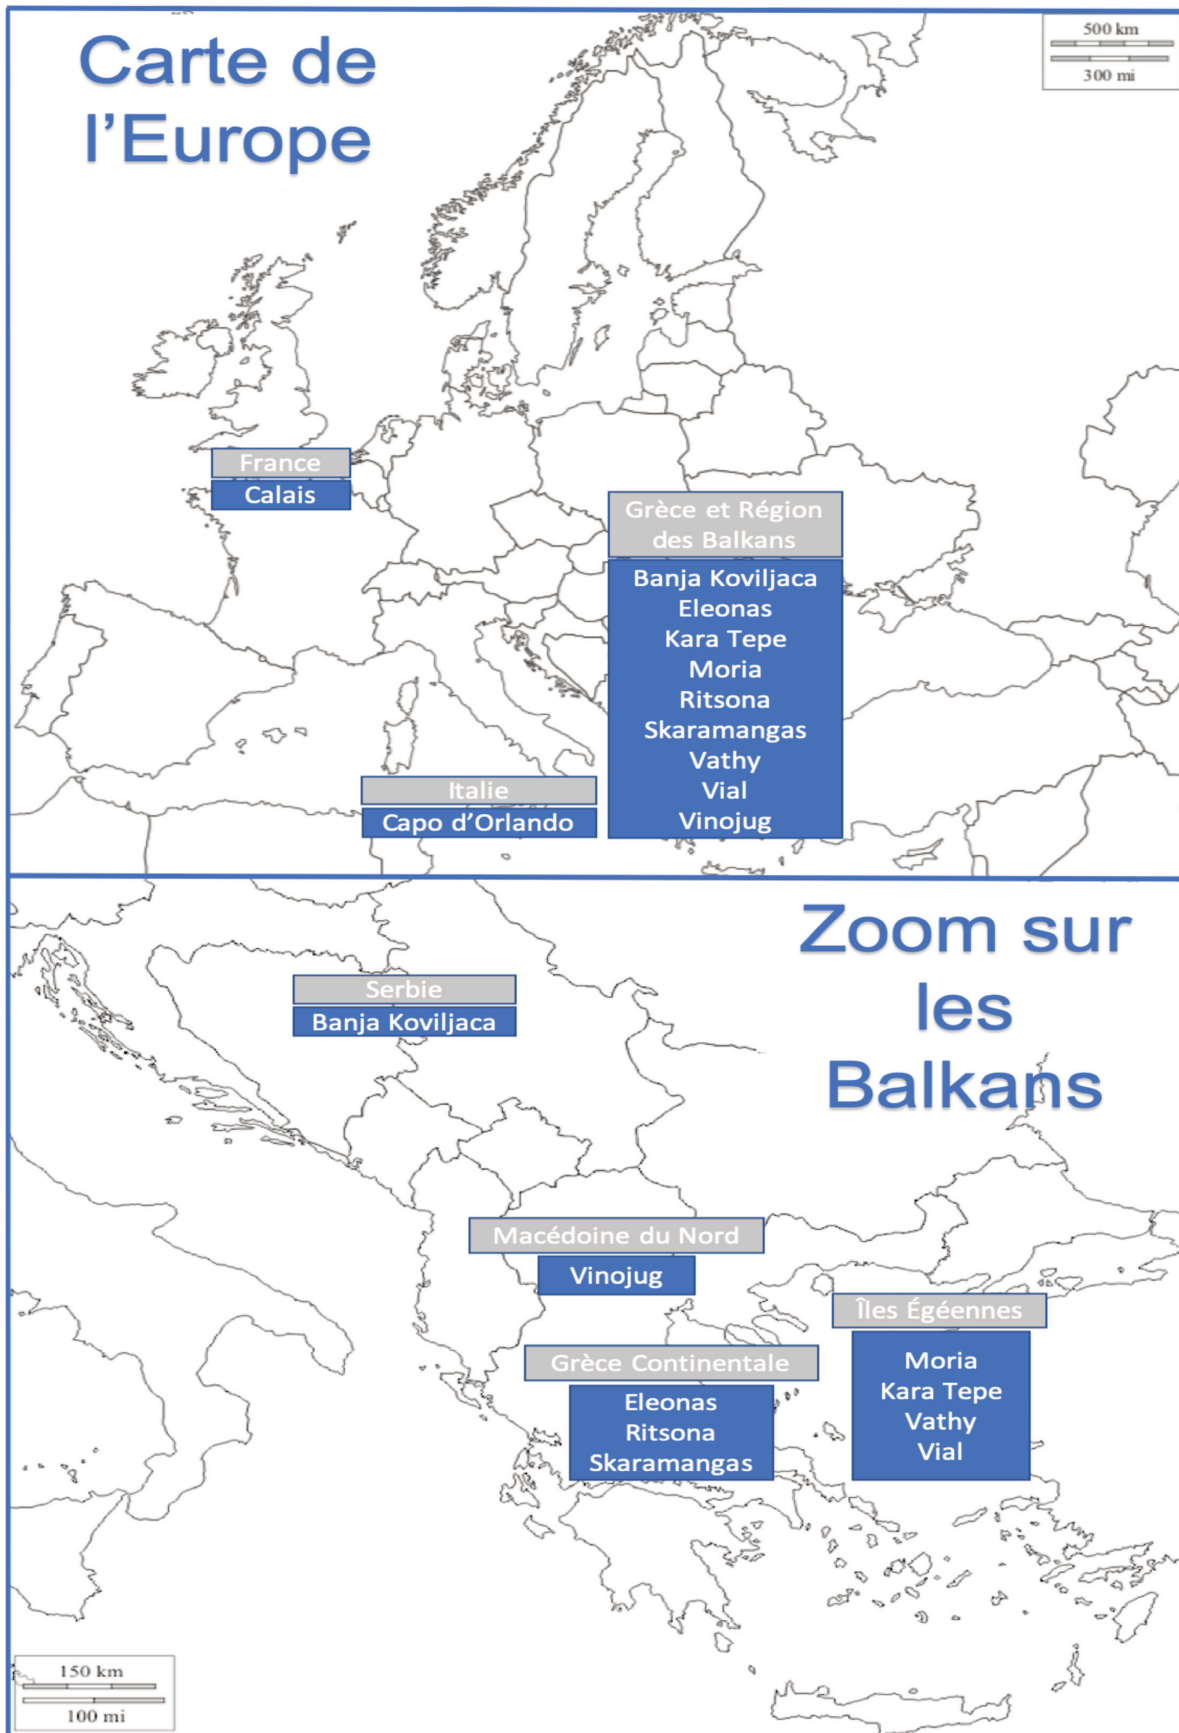 Carte de
l'Europe
500 km
300 mi
France
Calais
Grèce et Région
des Balkans
Banja Koviljaca
Eleonas
Kara Tepe
Moria
Ritsona
Skaramangas
Vathy
Vial
Vinojug
Italie
Capo d'Orlando
Zoom sur
les
Balkans
Serbie
Banja Koviljaca
Macédoine du Nord
Vinojug
Îles Égéennes
Moria
Kara Tepe
Vathy
Vial
Grèce Continentale
Eleonas
Ritsona
Skaramangas
150 km
100 mi